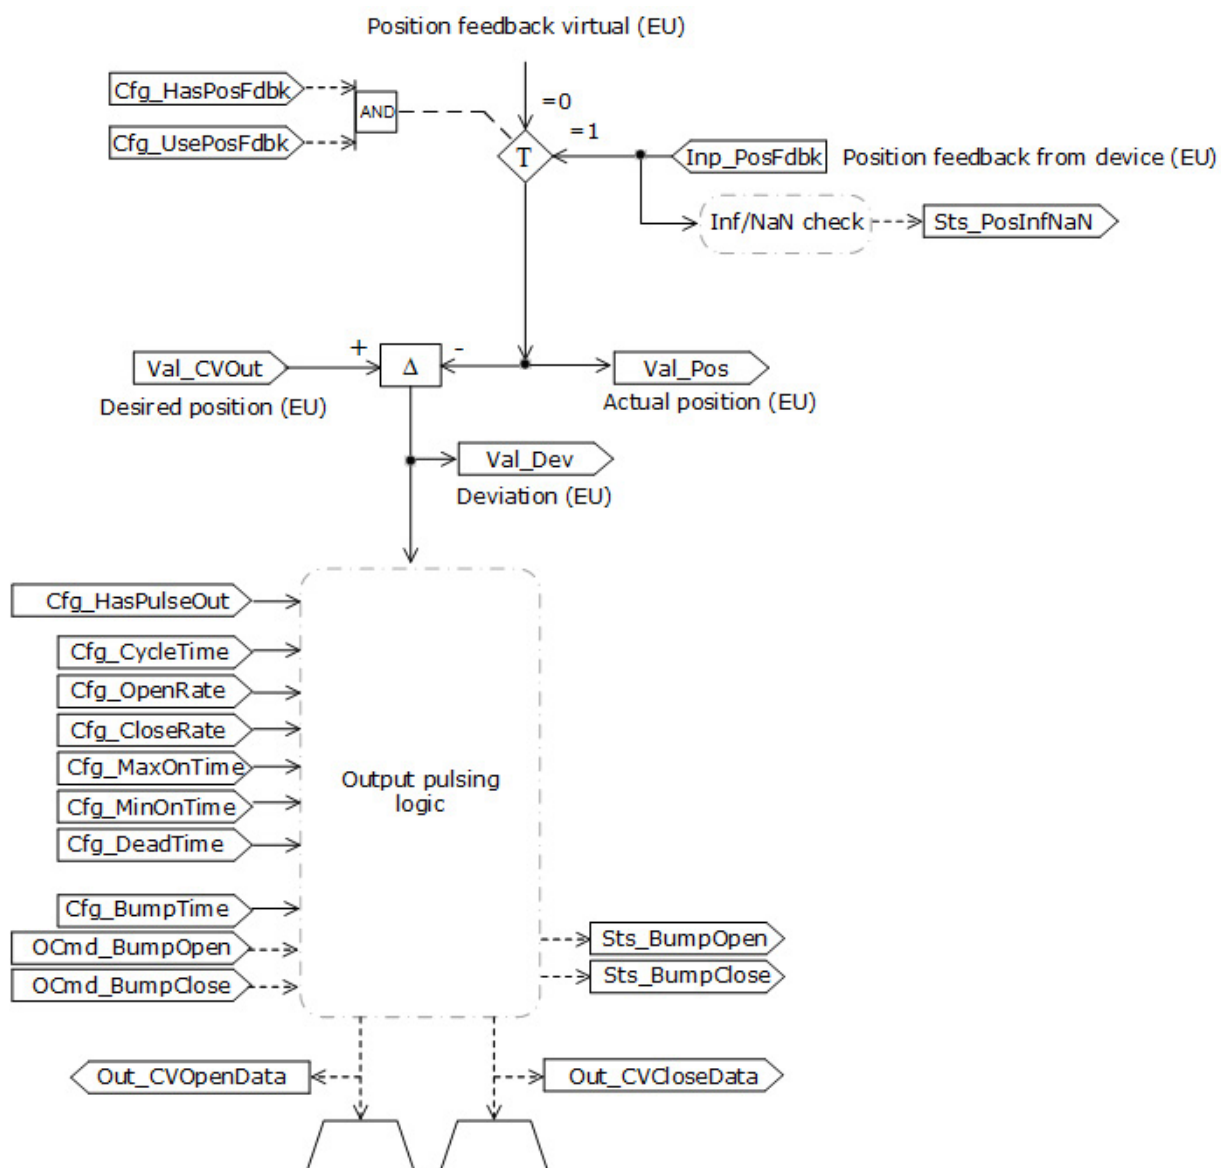 Position feedback virtual (EU)
Cfg_HasPosFdbk
AND
=0
=1
Cfg_UsePosFdbk
T
Inp_PosFdbk
Position feedback from device (EU)
Inf/NaN check
Sts_PosInfNaN
+
-
Val_CVOut
Δ
Val_Pos
Desired position (EU)
Actual position (EU)
Val_Dev
Deviation (EU)
Cfg_HasPulseOut
Cfg_CycleTime
Cfg_OpenRate
Cfg_CloseRate
Cfg_MaxOnTime
Output pulsing
logic
Cfg_MinOnTime
Cfg_DeadTime
Cfg_BumpTime
OCmd_BumpOpen
Sts_BumpOpen
OCmd_BumpClose
Sts_BumpClose
Out_CVOpenData
Out_CVCloseData